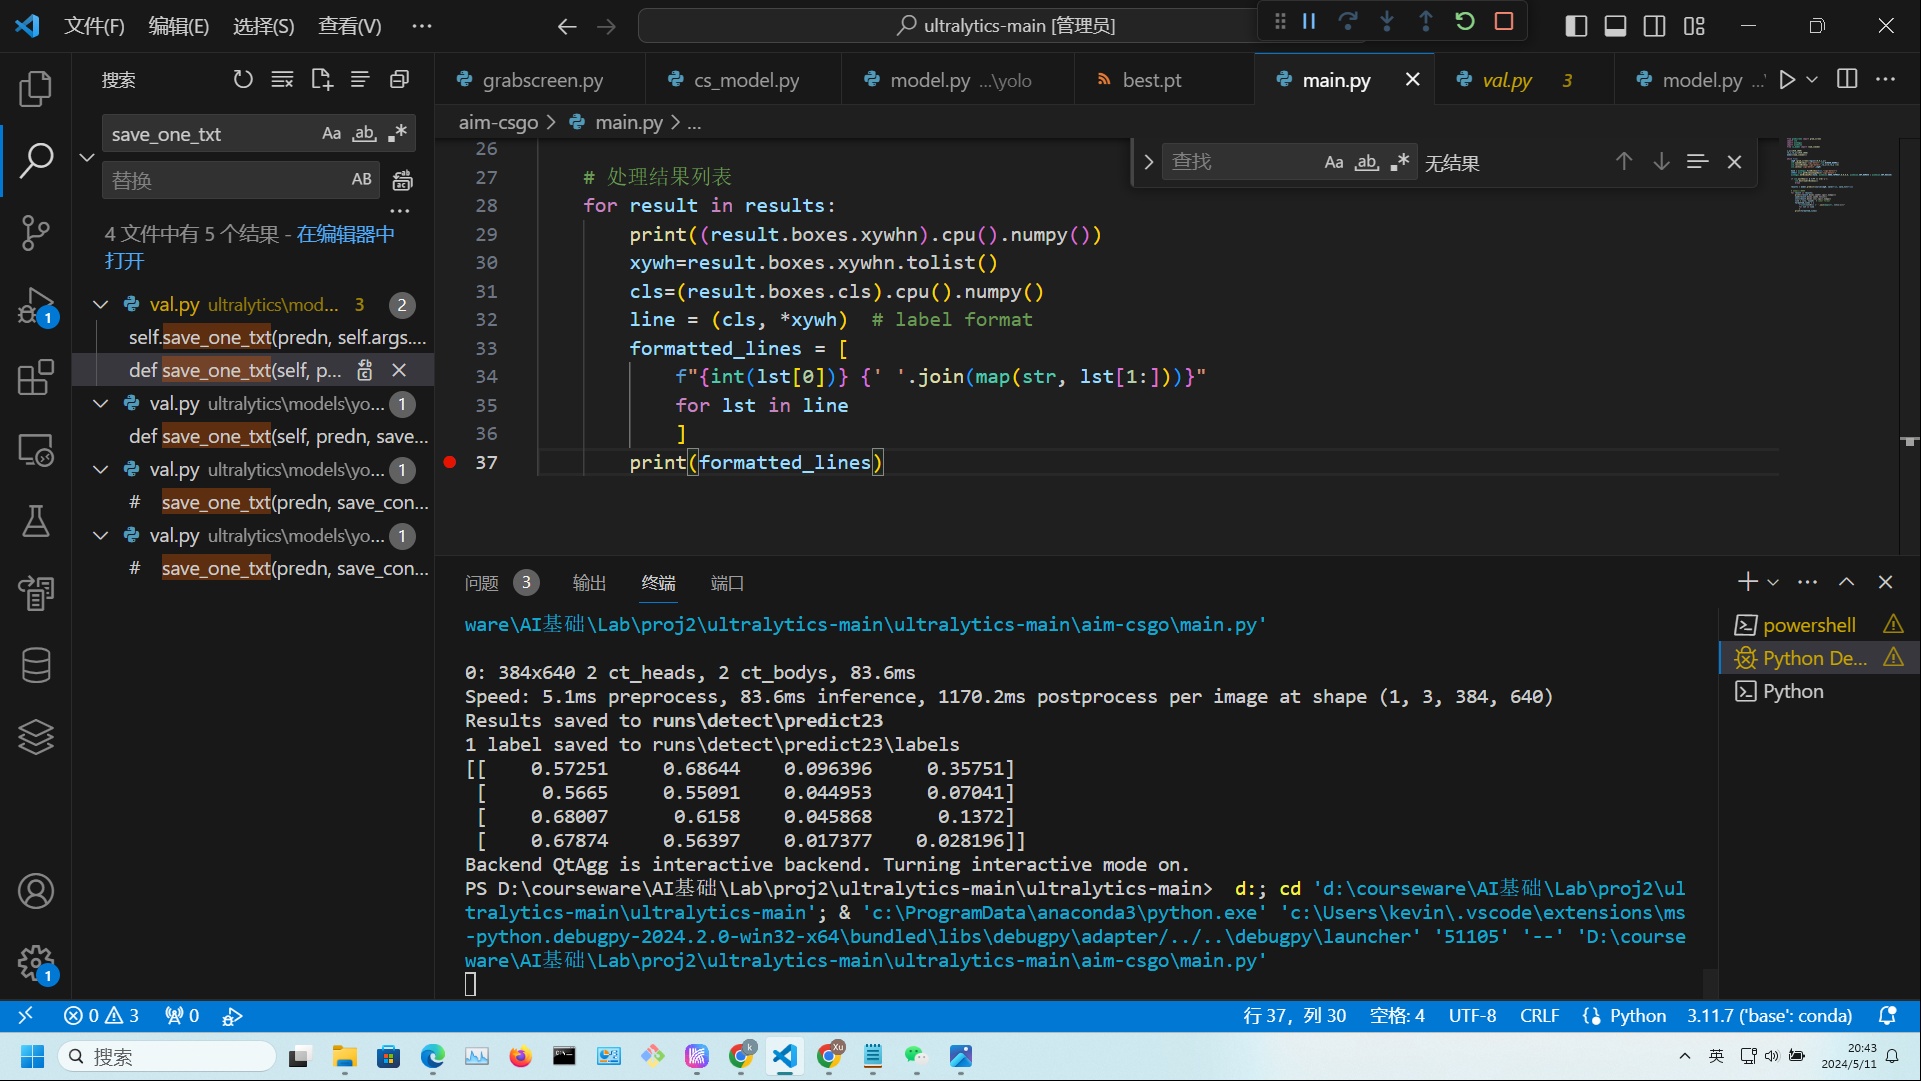 文件(F) 编辑(E) 选择(S) 查看(V) ··· ultralytics-main [管理员]
搜索
grabscreen.py cs_model.py model.py ...\yolo best.pt main.py val.py 3 model.py ...
save_one_txt Aa ab
替换 AB
4 文件中有 5 个结果 - 在编辑器中
打开
val.py ultralytics\mod... 3 2
self.save_one_txt(predn, self.args....
def save_one_txt(self, p...
val.py ultralytics\models\yo... 1
def save_one_txt(self, predn, save...
val.py ultralytics\models\yo... 1
# save_one_txt(predn, save_con...
val.py ultralytics\models\yo... 1
# save_one_txt(predn, save_con...
1
1
aim-csgo > main.py > ...
查找 Aa ab 无结果
26
27 # 处理结果列表
28 for result in results:
29 print((result.boxes.xywhn).cpu().numpy())
30 xywh=result.boxes.xywhn.tolist()
31 cls=(result.boxes.cls).cpu().numpy()
32 line = (cls, *xywh)  # label format
33 formatted_lines = [
34 f"{int(lst[0])} {' '.join(map(str, lst[1:]))}"
35 for lst in line
36 ]
37 print(formatted_lines)
问题 3 输出 终端 端口
powershell
Python De...
Python
ware\AI基础\Lab\proj2\ultralytics-main\ultralytics-main\aim-csgo\main.py'
0: 384x640 2 ct_heads, 2 ct_bodys, 83.6ms
Speed: 5.1ms preprocess, 83.6ms inference, 1170.2ms postprocess per image at shape (1, 3, 384, 640)
Results saved to runs\detect\predict23
1 label saved to runs\detect\predict23\labels
[[ 0.57251 0.68644 0.096396 0.35751]
[ 0.5665 0.55091 0.044953 0.07041]
[ 0.68007 0.6158 0.045868 0.1372]
[ 0.67874 0.56397 0.017377 0.028196]]
Backend QtAgg is interactive backend. Turning interactive mode on.
PS D:\courseware\AI基础\Lab\proj2\ultralytics-main\ultralytics-main>  d:; cd 'd:\courseware\AI基础\Lab\proj2\ul
tralytics-main\ultralytics-main'; & 'c:\ProgramData\anaconda3\python.exe' 'c:\Users\kevin\.vscode\extensions\ms
-python.debugpy-2024.2.0-win32-x64\bundled\libs\debugpy\adapter/../..\debugpy\launcher' '51105' '--' 'D:\course
ware\AI基础\Lab\proj2\ultralytics-main\ultralytics-main\aim-csgo\main.py'
0 3 0 行 37，列 30 空格: 4 UTF-8 CRLF Python 3.11.7 ('base': conda)
搜索 英 20:43
2024/5/11